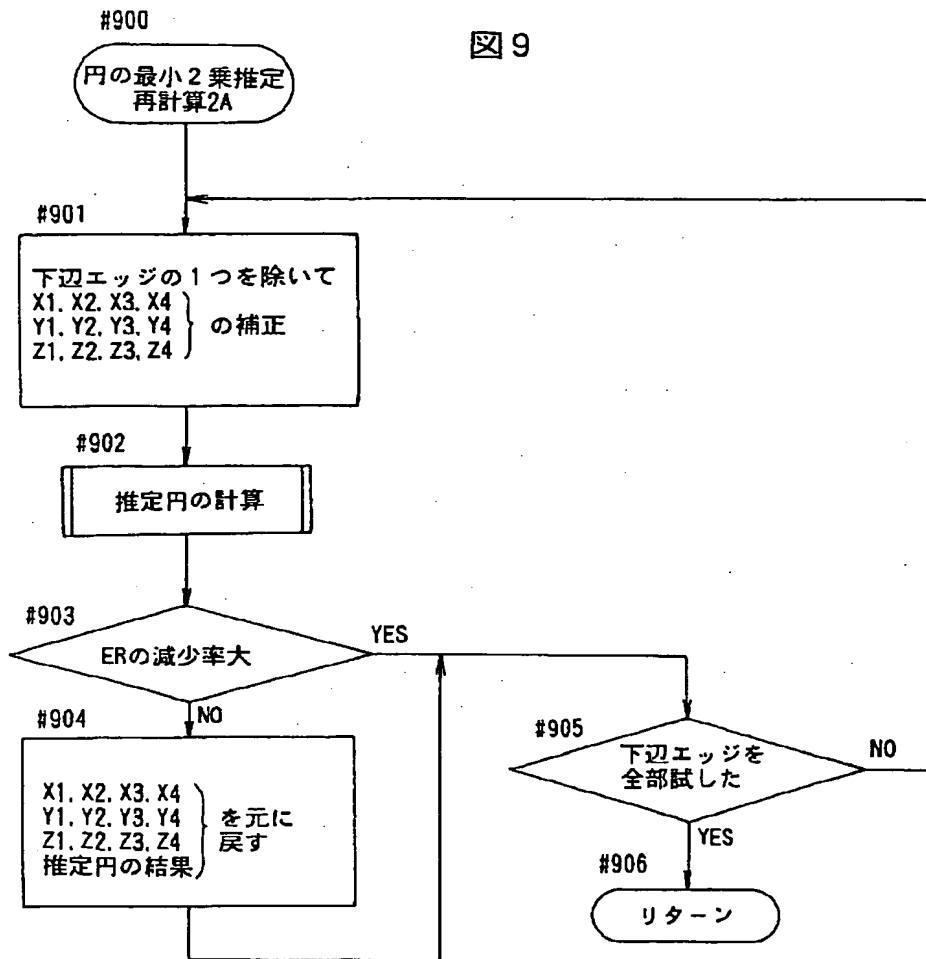 図9
#900
円の最小2乗推定
再計算2A
#901
下辺エッジの1つを除いて
X1, X2, X3, X4
Y1, Y2, Y3, Y4
Z1, Z2, Z3, Z4
の補正
#902
推定円の計算
#903
ERの減少率大
YES
NO
#904
X1, X2, X3, X4
Y1, Y2, Y3, Y4
Z1, Z2, Z3, Z4
推定円の結果
を元に
戻す
#905
下辺エッジを
全部試した
NO
YES
#906
リターン